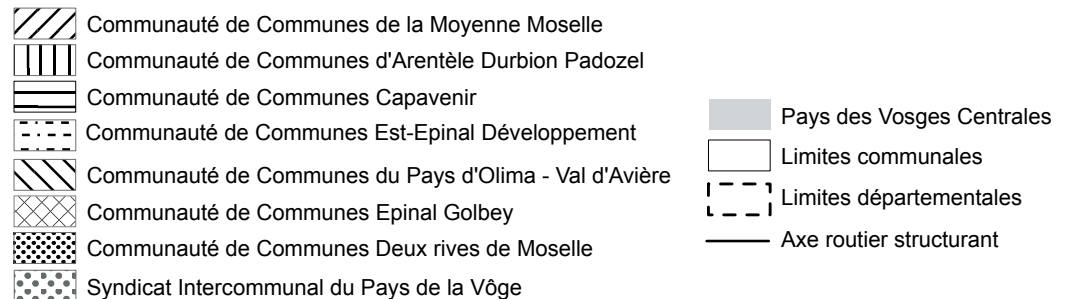 Communauté de Communes de la Moyenne Moselle
Communauté de Communes d'Arentèle Durbion Padozel
Communauté de Communes Capavenir
Communauté de Communes Est-Epinal Développement
Communauté de Communes du Pays d'Olima - Val d'Avière
Communauté de Communes Epinal Golbey
Communauté de Communes Deux rives de Moselle
Syndicat Intercommunal du Pays de la Vôge
Pays des Vosges Centrales
Limites communales
Limites départementales
Axe routier structurant